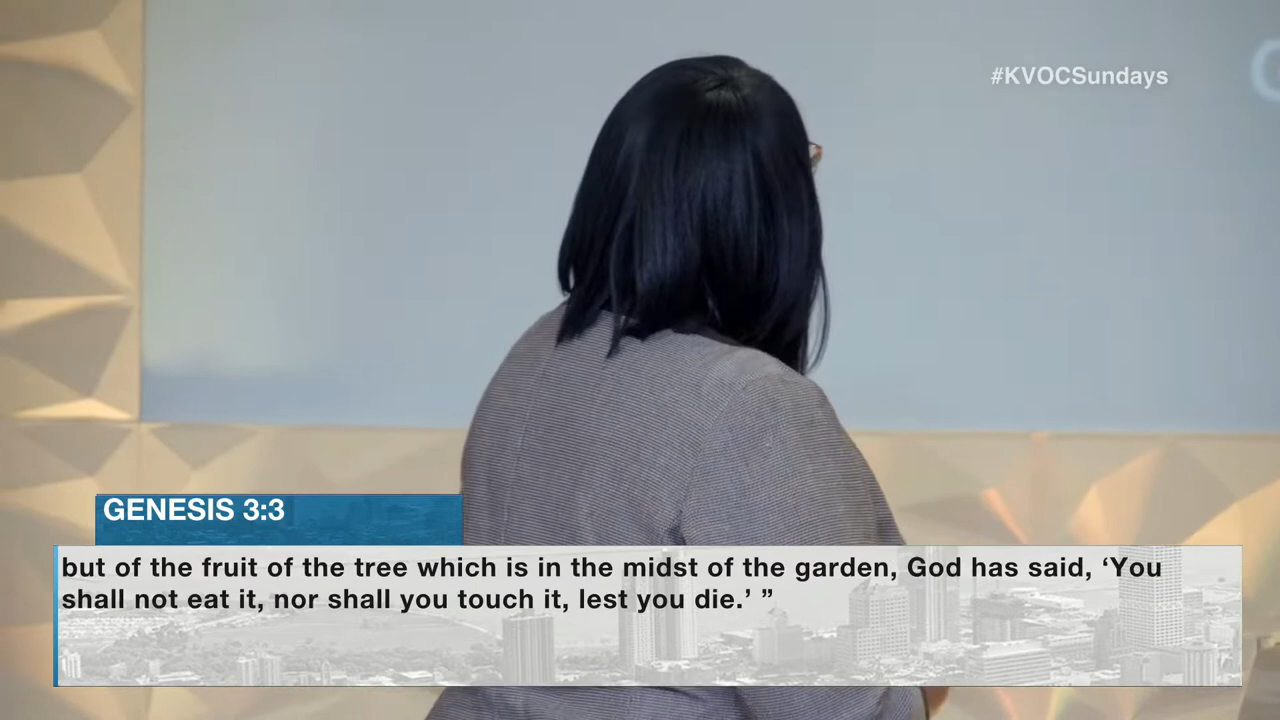 #KVOCSundays
GENESIS 3:3
but of the fruit of the tree which is in the midst of the garden, God has said, ‘You
shall not eat it, nor shall you touch it, lest you die.’ ”